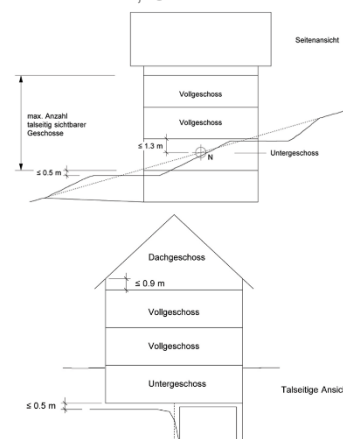 Seitenansicht
Vollgeschoss
max. Anzahl
talseitig sichtbarer
Geschosse
Vollgeschoss
≤ 1.3 m
N
Untergeschoss
≤ 0.5 m
Dachgeschoss
≤ 0.9 m
Vollgeschoss
Vollgeschoss
Untergeschoss
Talseitige Ansic
≤ 0.5 m